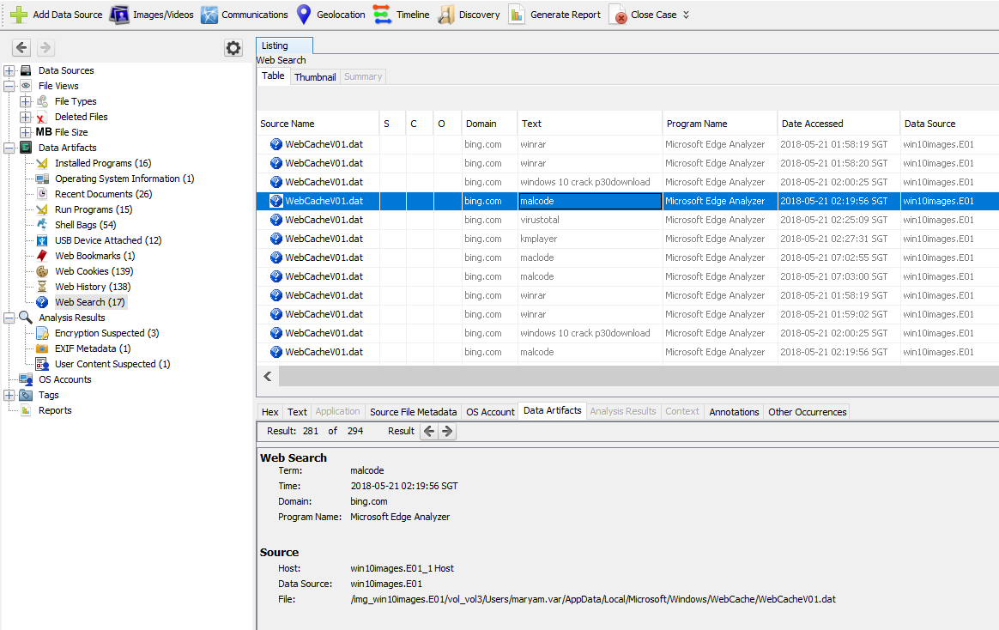 Add Data Source Images/Videos Communications Geolocation Timeline Discovery Generate Report Close Case
Listing
Web Search
Table Thumbnail Summary
Data Sources
File Views
File Types
Deleted Files
MB File Size
Data Artifacts
Installed Programs (16)
Operating System Information (1)
Recent Documents (26)
Run Programs (15)
Shell Bags (54)
USB Device Attached (12)
Web Bookmarks (1)
Web Cookies (139)
Web History (138)
Web Search (17)
Analysis Results
Encryption Suspected (3)
EXIF Metadata (1)
User Content Suspected (1)
OS Accounts
Tags
Reports
Source Name S C O Domain Text Program Name Date Accessed Data Source
WebCacheV01.dat bing.com winrar Microsoft Edge Analyzer 2018-05-21 01:58:19 SGT win10images.E01
WebCacheV01.dat bing.com winrar Microsoft Edge Analyzer 2018-05-21 01:58:20 SGT win10images.E01
WebCacheV01.dat bing.com windows 10 crack p30download Microsoft Edge Analyzer 2018-05-21 02:00:25 SGT win10images.E01
WebCacheV01.dat bing.com malcode Microsoft Edge Analyzer 2018-05-21 02:19:56 SGT win10images.E01
WebCacheV01.dat bing.com virustotal Microsoft Edge Analyzer 2018-05-21 02:25:09 SGT win10images.E01
WebCacheV01.dat bing.com kmplayer Microsoft Edge Analyzer 2018-05-21 02:27:31 SGT win10images.E01
WebCacheV01.dat bing.com maclode Microsoft Edge Analyzer 2018-05-21 07:02:55 SGT win10images.E01
WebCacheV01.dat bing.com malcode Microsoft Edge Analyzer 2018-05-21 07:03:00 SGT win10images.E01
WebCacheV01.dat bing.com winrar Microsoft Edge Analyzer 2018-05-21 01:58:19 SGT win10images.E01
WebCacheV01.dat bing.com winrar Microsoft Edge Analyzer 2018-05-21 01:59:02 SGT win10images.E01
WebCacheV01.dat bing.com windows 10 crack p30download Microsoft Edge Analyzer 2018-05-21 02:00:25 SGT win10images.E01
WebCacheV01.dat bing.com malcode Microsoft Edge Analyzer 2018-05-21 02:19:56 SGT win10images.E01
Hex Text Application Source File Metadata OS Account Data Artifacts Analysis Results Context Annotations Other Occurrences
Result: 281 of 294 Result
Web Search
Term: malcode
Time: 2018-05-21 02:19:56 SGT
Domain: bing.com
Program Name: Microsoft Edge Analyzer
Source
Host: win10images.E01_1 Host
Data Source: win10images.E01
File: /img_win10images.E01/vol_vol3/Users/maryam.var/AppData/Local/Microsoft/Windows/WebCache/WebCacheV01.dat